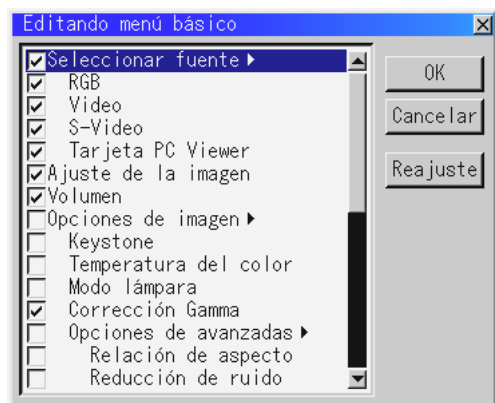 Editando menú básico
Seleccionar fuente
RGB
Video
S-Video
Tarjeta PC Viewer
Ajuste de la imagen
Volumen
Opciones de imagen
Keystone
Temperatura del color
Modo lámpara
Corrección Gamma
Opciones de avanzadas
Relación de aspecto
Reducción de ruido
OK
Cancelar
Reajuste